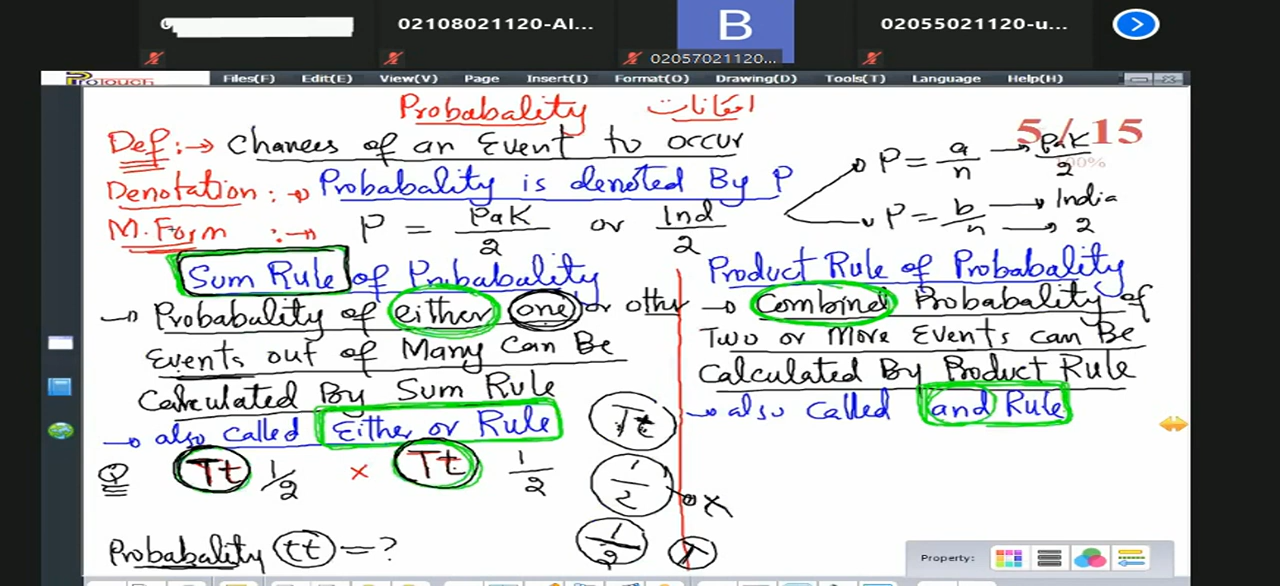 02108021120-Al...
B
02057021120...
02055021120-u...
ProTouch
Files(F) Edit(E) View(V) Page Insert(I) Format(O) Drawing(D) Tools(T) Language Help(H)
Probabality امکانات
5 / 15
100%
Def: → Chances of an Event to occur
Denotation: → Probabality is denoted By P
M. Form :→ P = Pak/2 or Ind/2
P = a/n → Pak/2
P = b/n → India → 2
Sum Rule of Probabality
→ Probabality of either one or other
Events out of Many Can Be
Calculated By Sum Rule
→ also called Either or Rule
Product Rule of Probabality
→ Combined Probabality of
Two or More Events can Be
Calculated By Product Rule
→ also called and Rule
Q Tt 1/2 × Tt 1/2
Tt
1/2
1/2
Probabality tt = ?
Property: